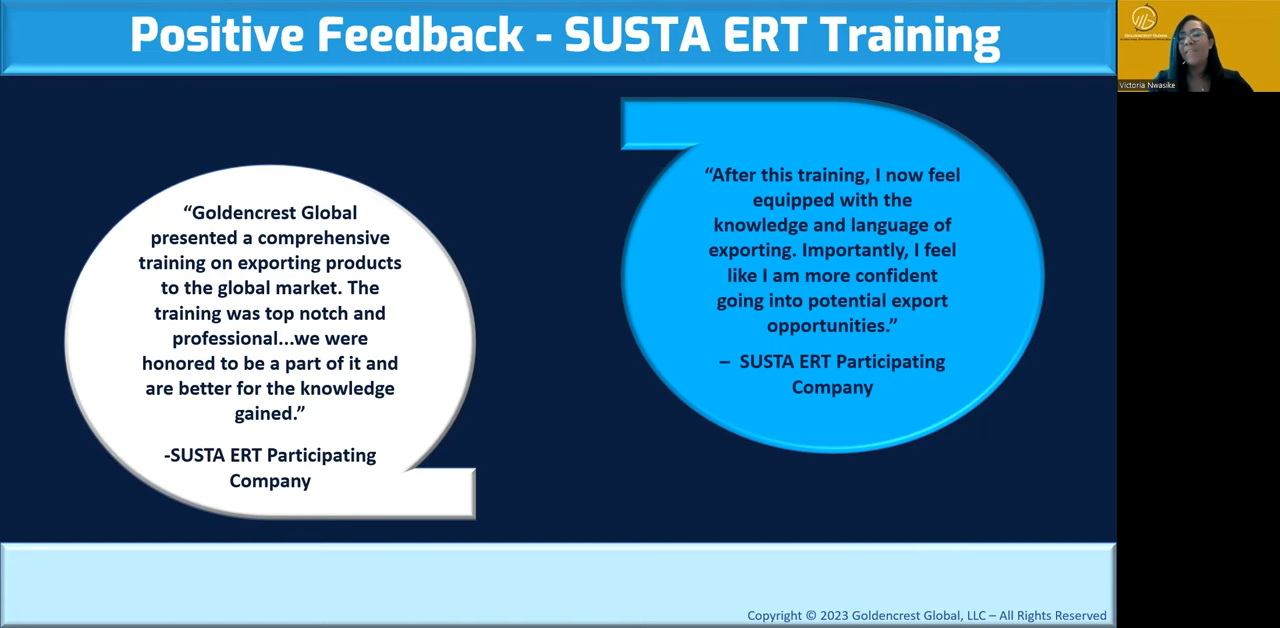 Positive Feedback - SUSTA ERT Training
“Goldencrest Global
presented a comprehensive
training on exporting products
to the global market. The
training was top notch and
professional...we were
honored to be a part of it and
are better for the knowledge
gained.”
-SUSTA ERT Participating
Company
“After this training, I now feel
equipped with the
knowledge and language of
exporting. Importantly, I feel
like I am more confident
going into potential export
opportunities.”
– SUSTA ERT Participating
Company
Copyright © 2023 Goldencrest Global, LLC – All Rights Reserved
Victoria Nwasike